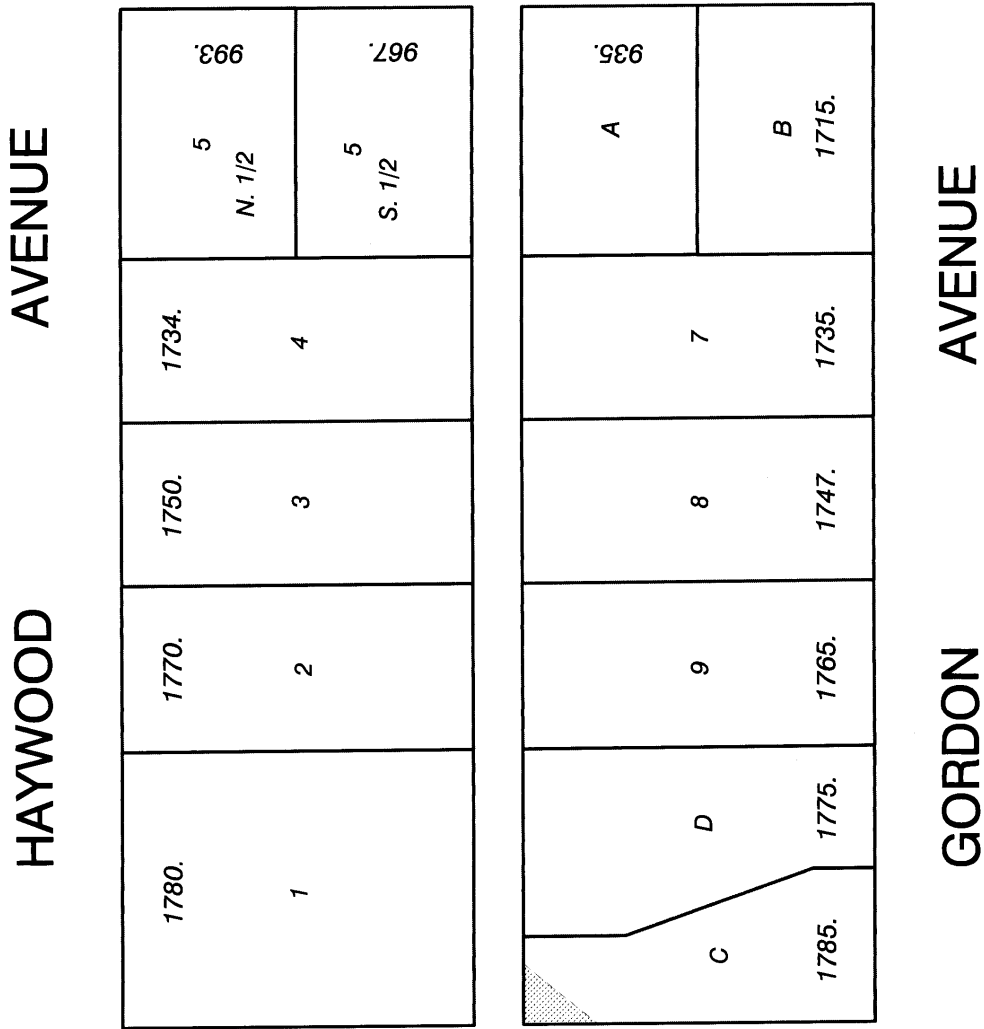 HAYWOOD AVENUE
993.
5
N. 1/2
967.
5
S. 1/2
1734.
4
1750.
3
1770.
2
1780.
1
935.
A
B
1715.
7
1735.
8
1747.
9
1765.
D
1775.
C
1785.
GORDON AVENUE